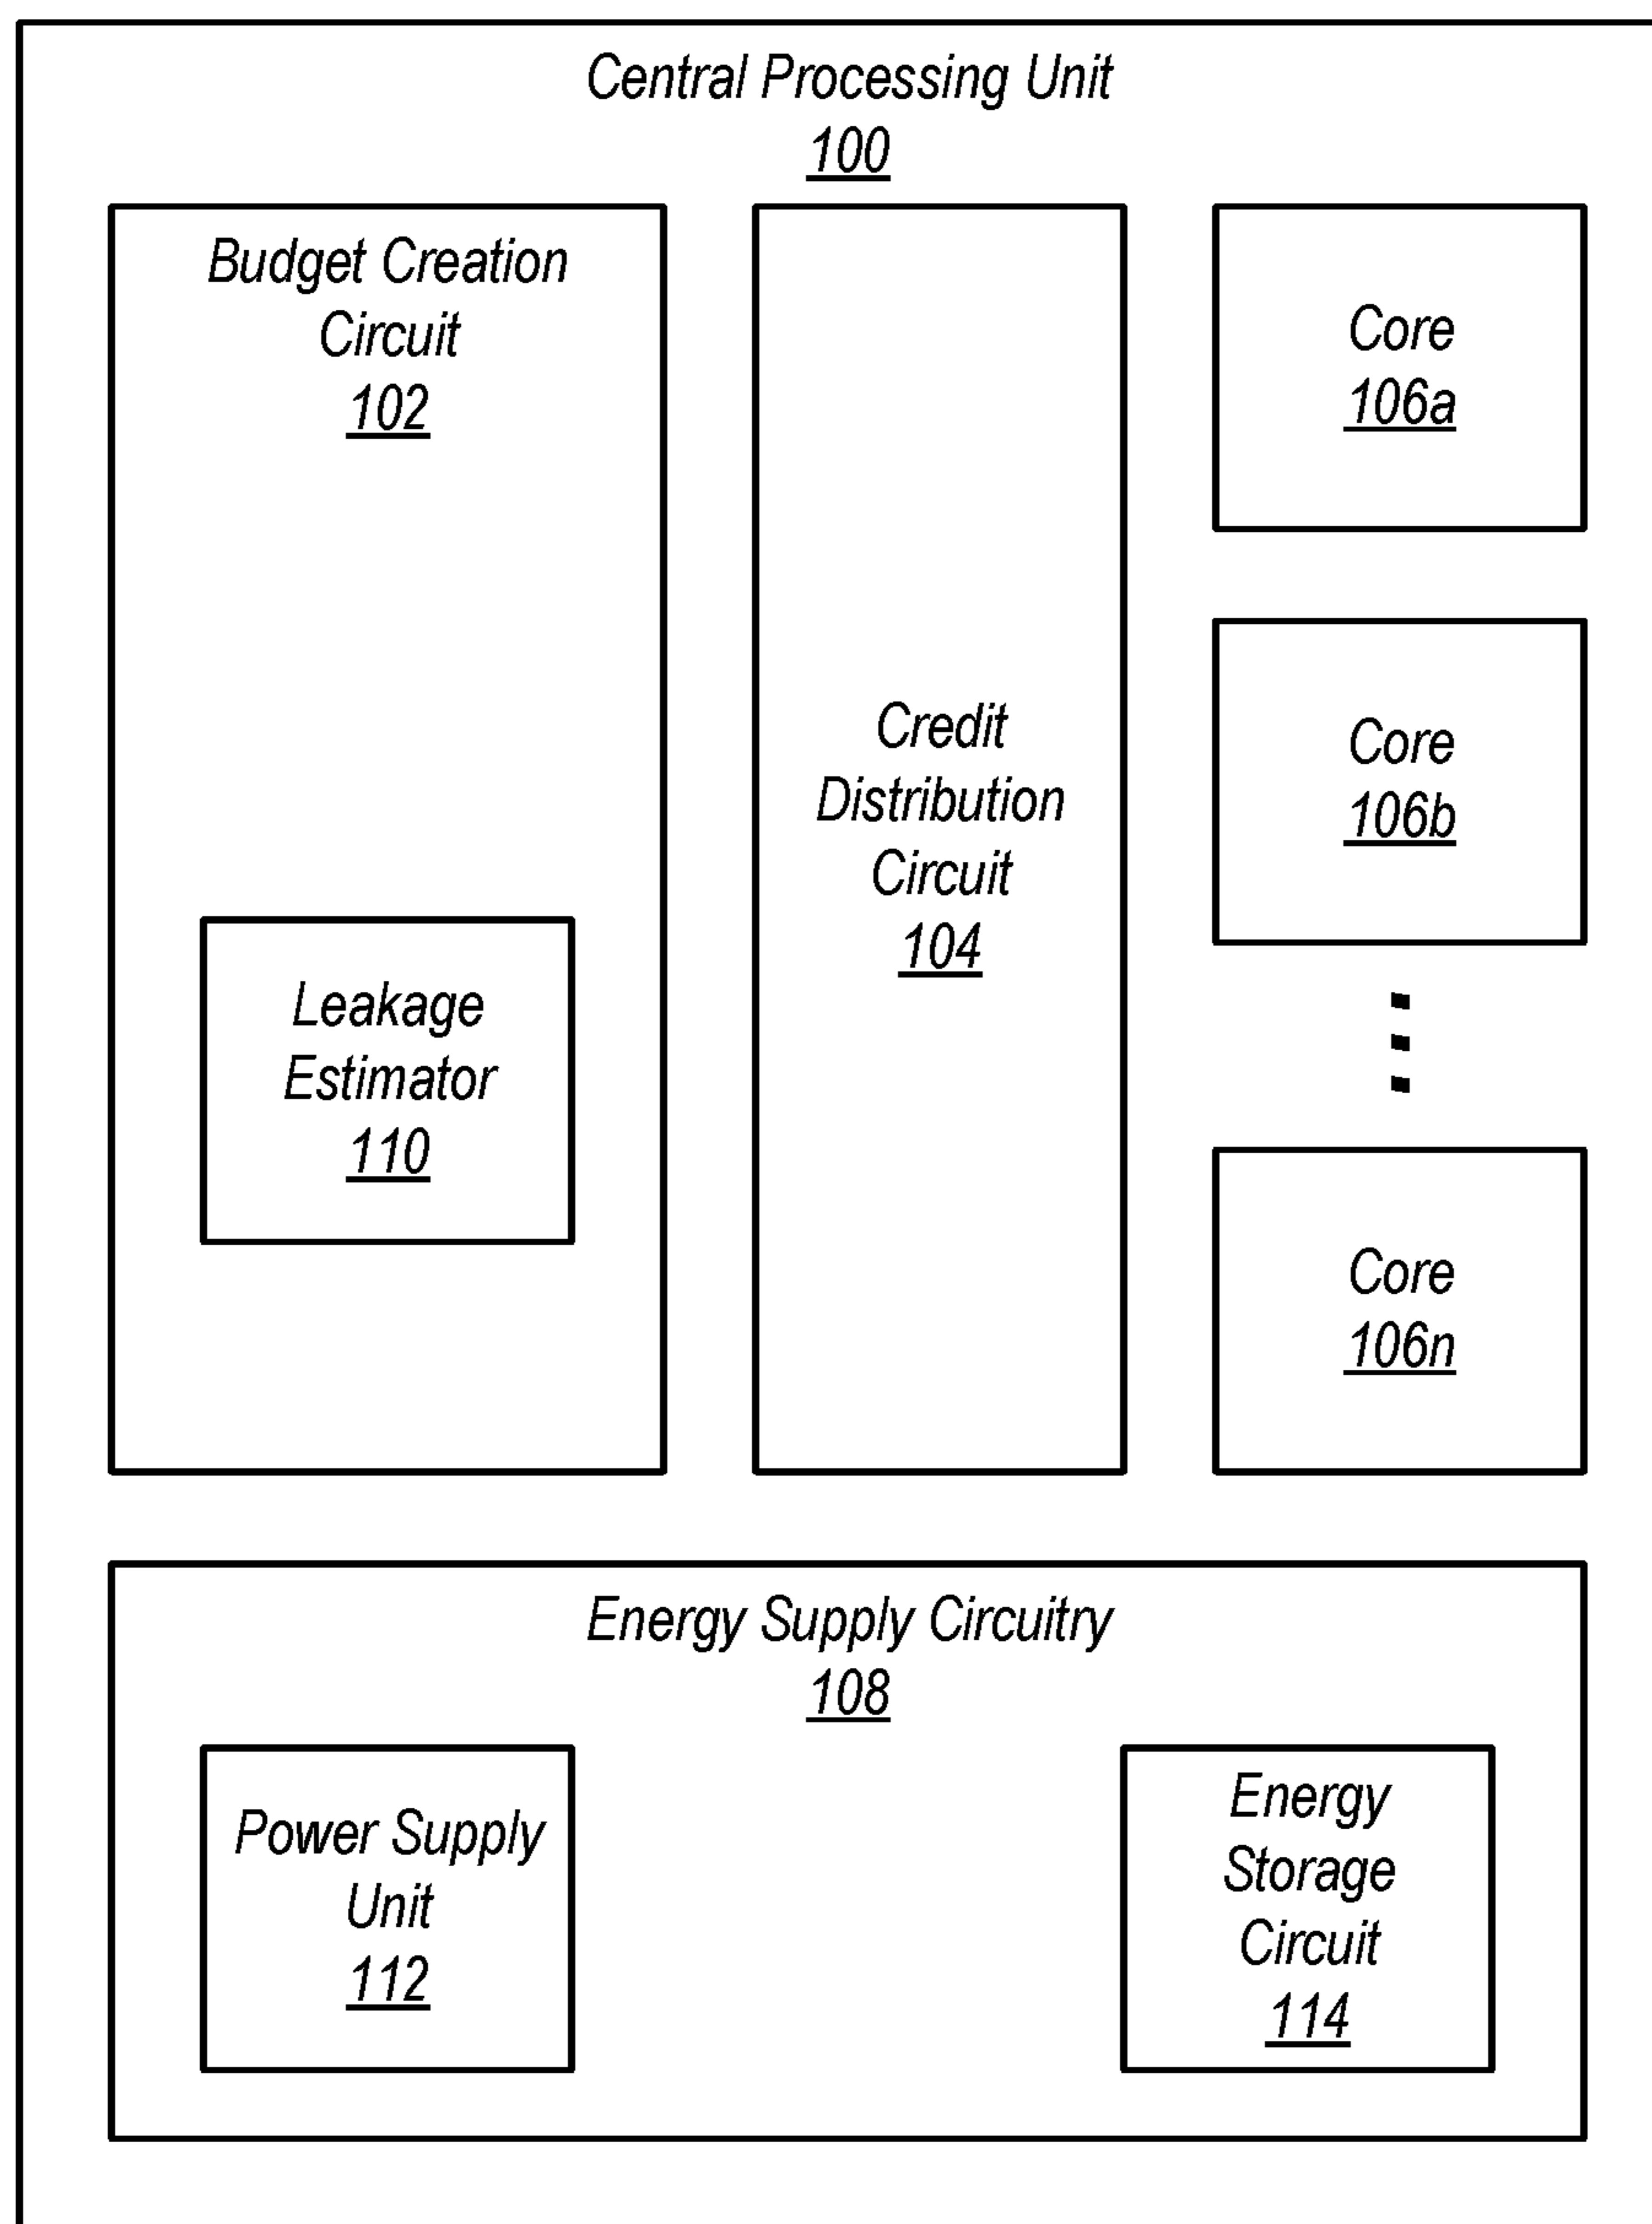 Central Processing Unit
100
Budget Creation
Circuit
102
Leakage
Estimator
110
Credit
Distribution
Circuit
104
Core
106a
Core
106b
Core
106n
Energy Supply Circuitry
108
Power Supply
Unit
112
Energy
Storage
Circuit
114